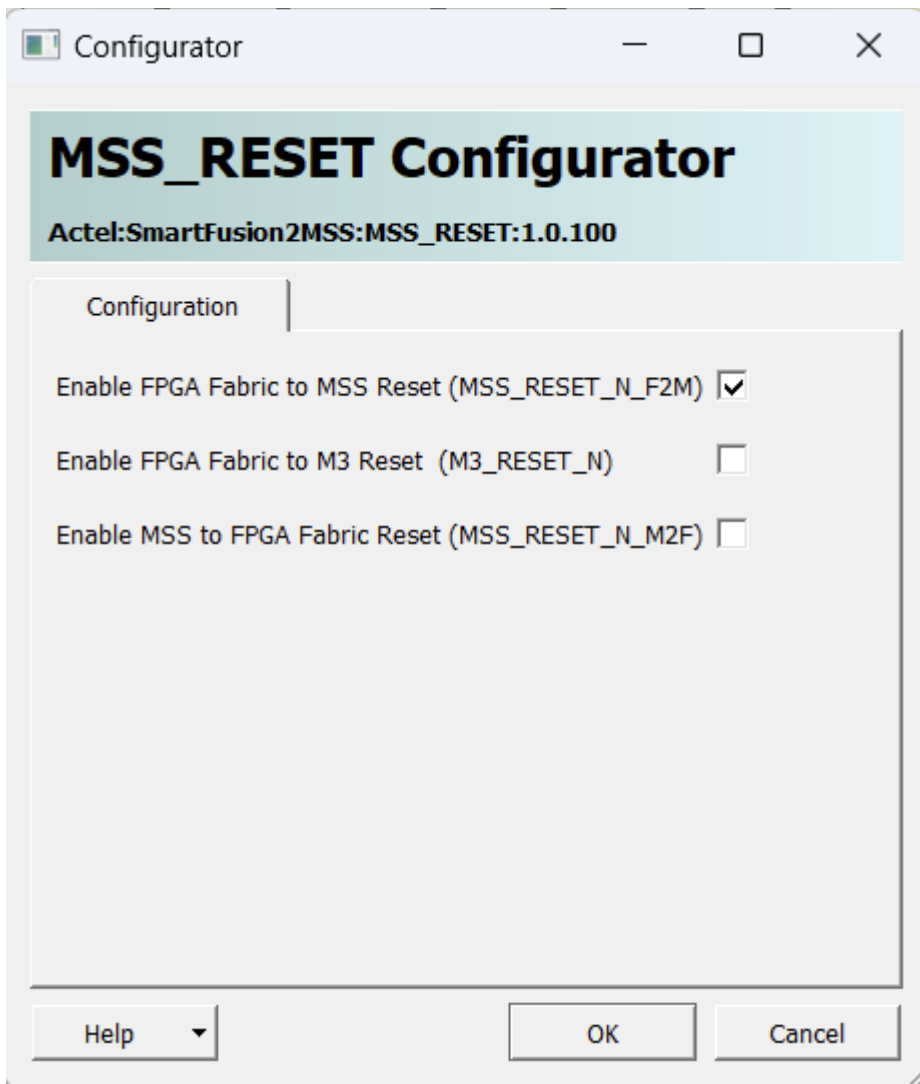 Configurator
MSS_RESET Configurator
Actel:SmartFusion2MSS:MSS_RESET:1.0.100
Configuration
Enable FPGA Fabric to MSS Reset (MSS_RESET_N_F2M)
Enable FPGA Fabric to M3 Reset  (M3_RESET_N)
Enable MSS to FPGA Fabric Reset (MSS_RESET_N_M2F)
Help OK Cancel